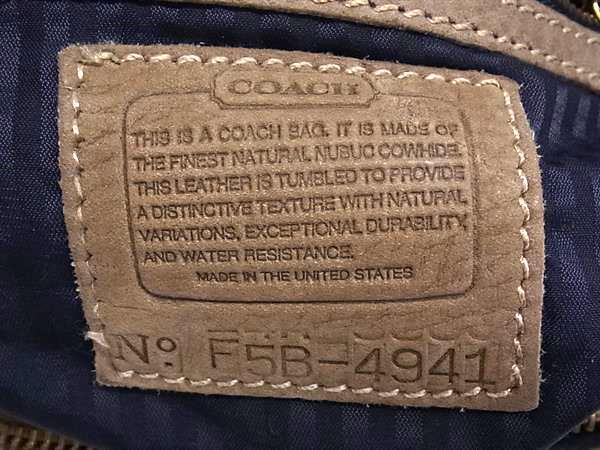 COACH
THIS IS A COACH BAG. IT IS MADE OF
THE FINEST NATURAL NUBUC COWHIDE.
THIS LEATHER IS TUMBLED TO PROVIDE
A DISTINCTIVE TEXTURE WITH NATURAL
VARIATIONS, EXCEPTIONAL DURABILITY,
AND WATER RESISTANCE.
MADE IN THE UNITED STATES
No. F5B-4941